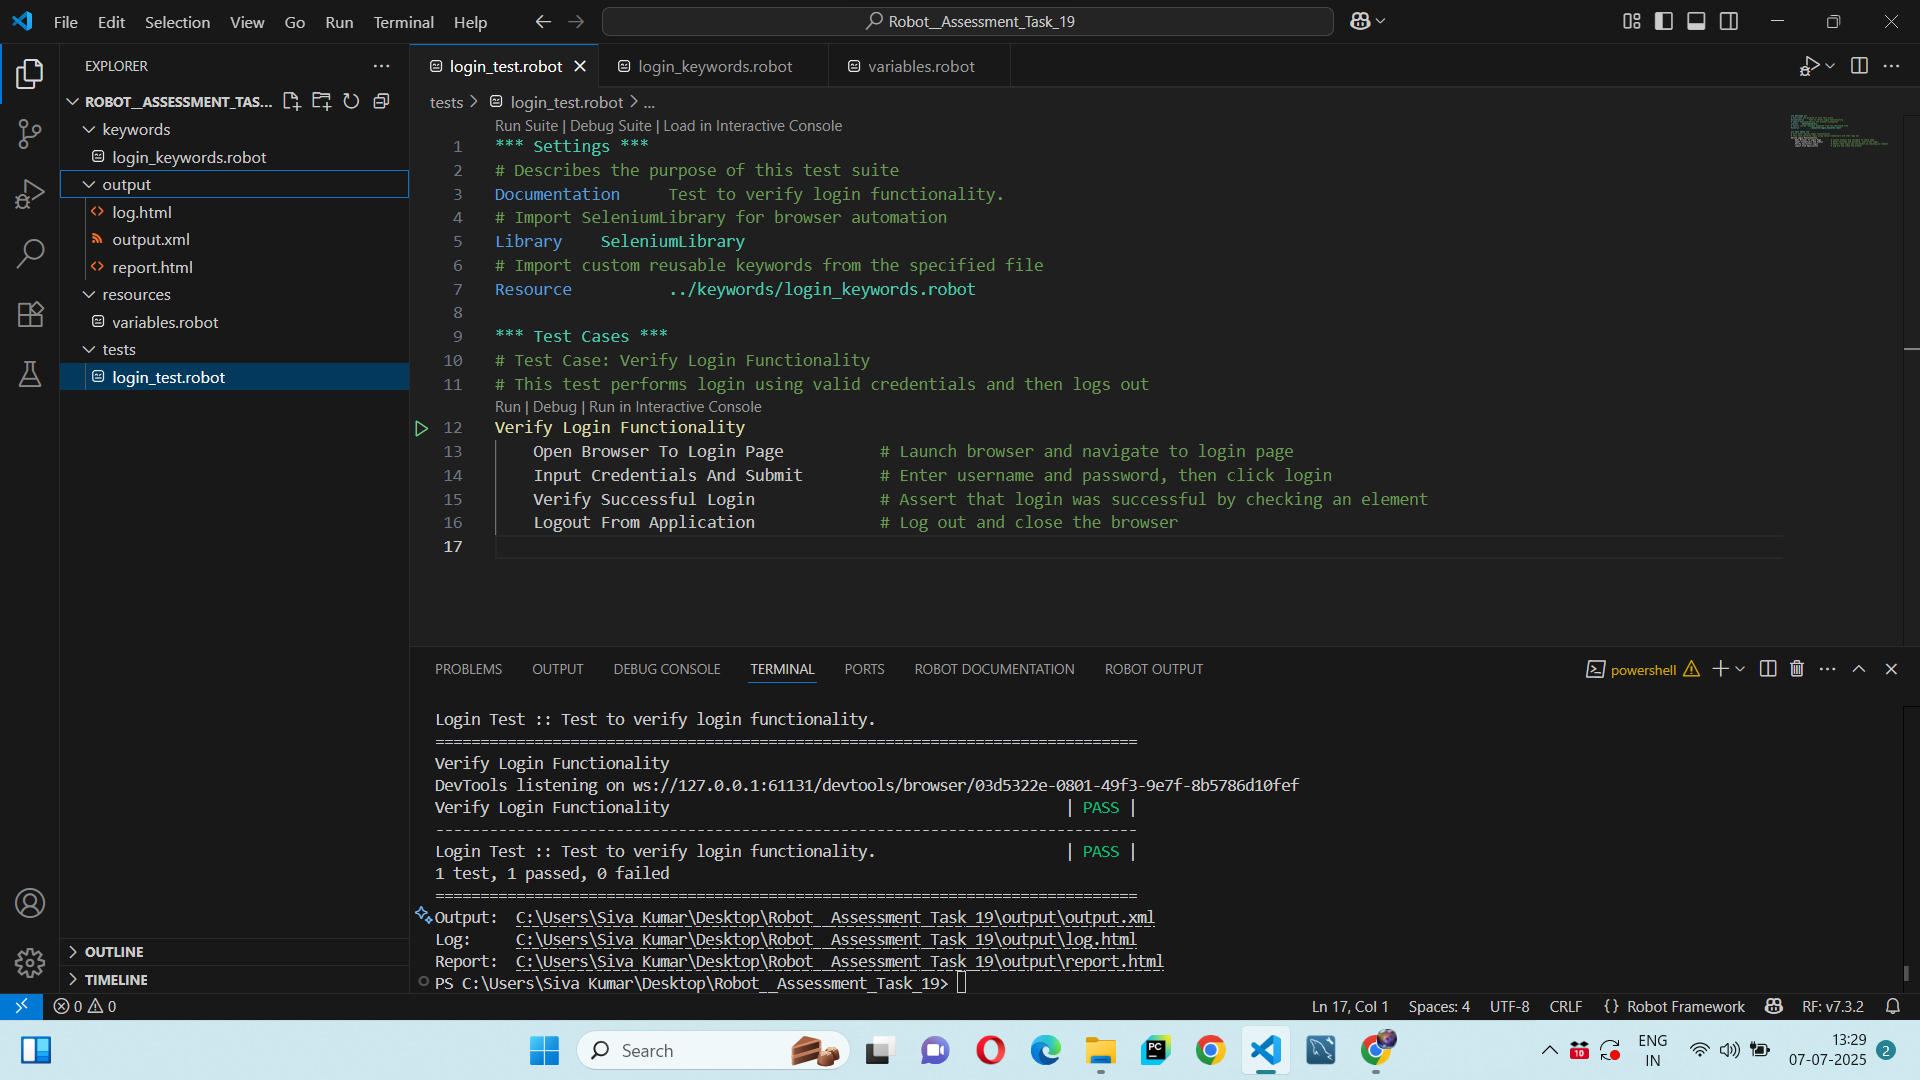 File Edit Selection View Go Run Terminal Help
Robot__Assessment_Task_19
EXPLORER
ROBOT__ASSESSMENT_TAS...
keywords
login_keywords.robot
output
log.html
output.xml
report.html
resources
variables.robot
tests
login_test.robot
OUTLINE
TIMELINE
login_test.robot login_keywords.robot variables.robot
tests > login_test.robot > ...
Run Suite | Debug Suite | Load in Interactive Console
1 *** Settings ***
2 # Describes the purpose of this test suite
3 Documentation     Test to verify login functionality.
4 # Import SeleniumLibrary for browser automation
5 Library    SeleniumLibrary
6 # Import custom reusable keywords from the specified file
7 Resource          ../keywords/login_keywords.robot
8
9 *** Test Cases ***
10 # Test Case: Verify Login Functionality
11 # This test performs login using valid credentials and then logs out
Run | Debug | Run in Interactive Console
12 Verify Login Functionality
13     Open Browser To Login Page          # Launch browser and navigate to login page
14     Input Credentials And Submit        # Enter username and password, then click login
15     Verify Successful Login             # Assert that login was successful by checking an element
16     Logout From Application             # Log out and close the browser
17
PROBLEMS OUTPUT DEBUG CONSOLE TERMINAL PORTS ROBOT DOCUMENTATION ROBOT OUTPUT
powershell
Login Test :: Test to verify login functionality.
==============================================================================
Verify Login Functionality
DevTools listening on ws://127.0.0.1:61131/devtools/browser/03d5322e-0801-49f3-9e7f-8b5786d10fef
Verify Login Functionality                                            | PASS |
------------------------------------------------------------------------------
Login Test :: Test to verify login functionality.                     | PASS |
1 test, 1 passed, 0 failed
==============================================================================
Output:  C:\Users\Siva Kumar\Desktop\Robot__Assessment_Task_19\output\output.xml
Log:     C:\Users\Siva Kumar\Desktop\Robot__Assessment_Task_19\output\log.html
Report:  C:\Users\Siva Kumar\Desktop\Robot__Assessment_Task_19\output\report.html
PS C:\Users\Siva Kumar\Desktop\Robot__Assessment_Task_19>
0 0
Ln 17, Col 1 Spaces: 4 UTF-8 CRLF {} Robot Framework RF: v7.3.2
Search
PC
10
ENG
IN
13:29
07-07-2025
2